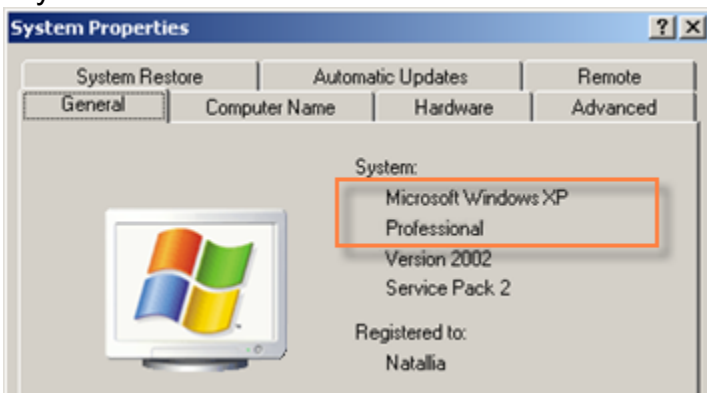 System Properties
System Restore Automatic Updates Remote
General Computer Name Hardware Advanced
System:
Microsoft Windows XP
Professional
Version 2002
Service Pack 2
Registered to:
Natallia